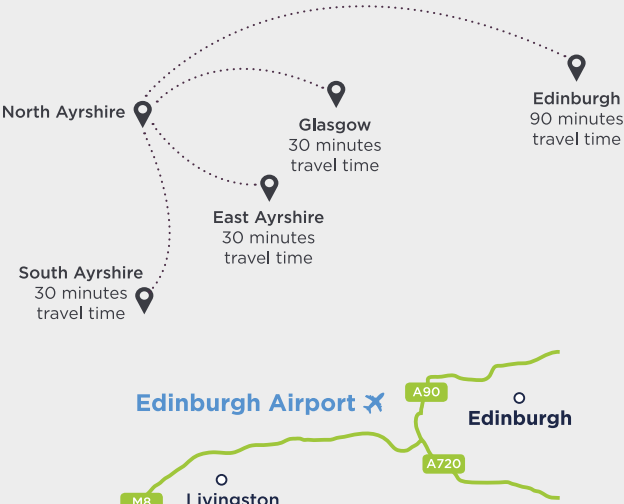 North Ayrshire
Edinburgh
90 minutes
travel time
Glasgow
30 minutes
travel time
East Ayrshire
30 minutes
travel time
South Ayrshire
30 minutes
travel time
Edinburgh Airport
A90
Edinburgh
A720
M8
Livingston